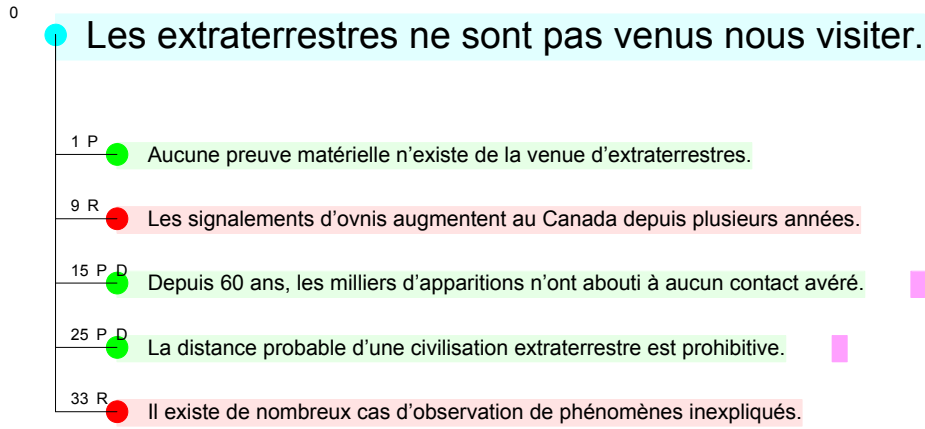 0
Les extraterrestres ne sont pas venus nous visiter.
1 P
Aucune preuve matérielle n’existe de la venue d’extraterrestres.
9 R
Les signalements d’ovnis augmentent au Canada depuis plusieurs années.
15 P D
Depuis 60 ans, les milliers d’apparitions n’ont abouti à aucun contact avéré.
25 P D
La distance probable d’une civilisation extraterrestre est prohibitive.
33 R
Il existe de nombreux cas d’observation de phénomènes inexpliqués.